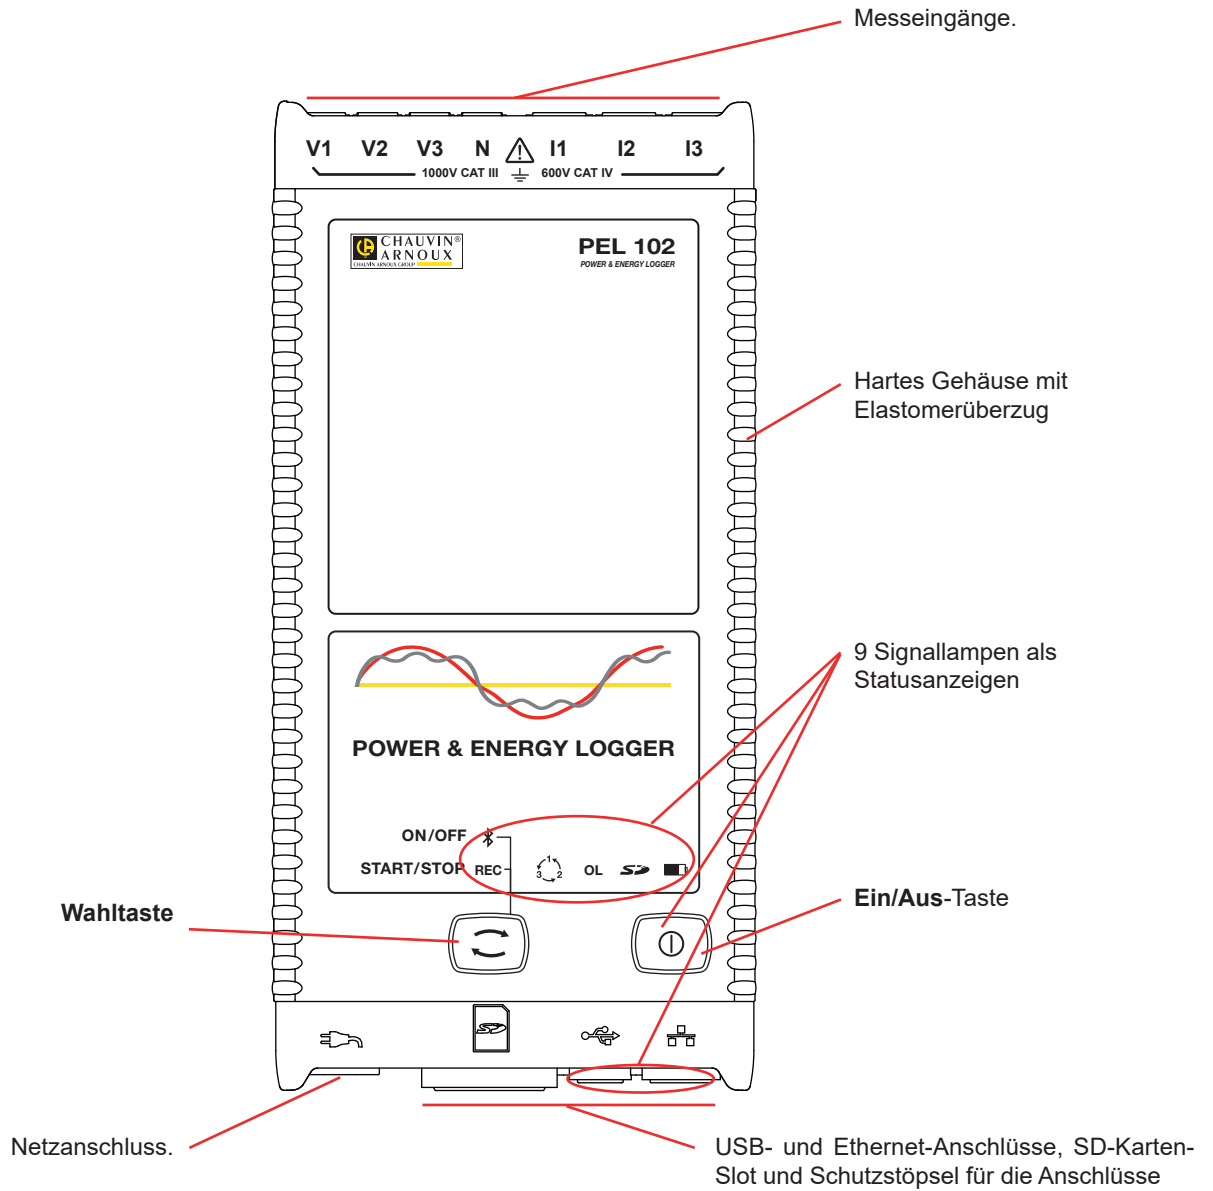 Messeingänge.
V1 V2 V3 N I1 I2 I3
1000V CAT III 600V CAT IV
CHAUVIN®
ARNOUX
CHAUVIN ARNOUX GROUP
PEL 102
POWER & ENERGY LOGGER
Hartes Gehäuse mit
Elastomerüberzug
9 Signallampen als
Statusanzeigen
POWER & ENERGY LOGGER
ON/OFF
START/STOP REC 1 2 3 OL SD
Wahltaste
Ein/Aus-Taste
SD
Netzanschluss.
USB- und Ethernet-Anschlüsse, SD-Karten-
Slot und Schutzstöpsel für die Anschlüsse